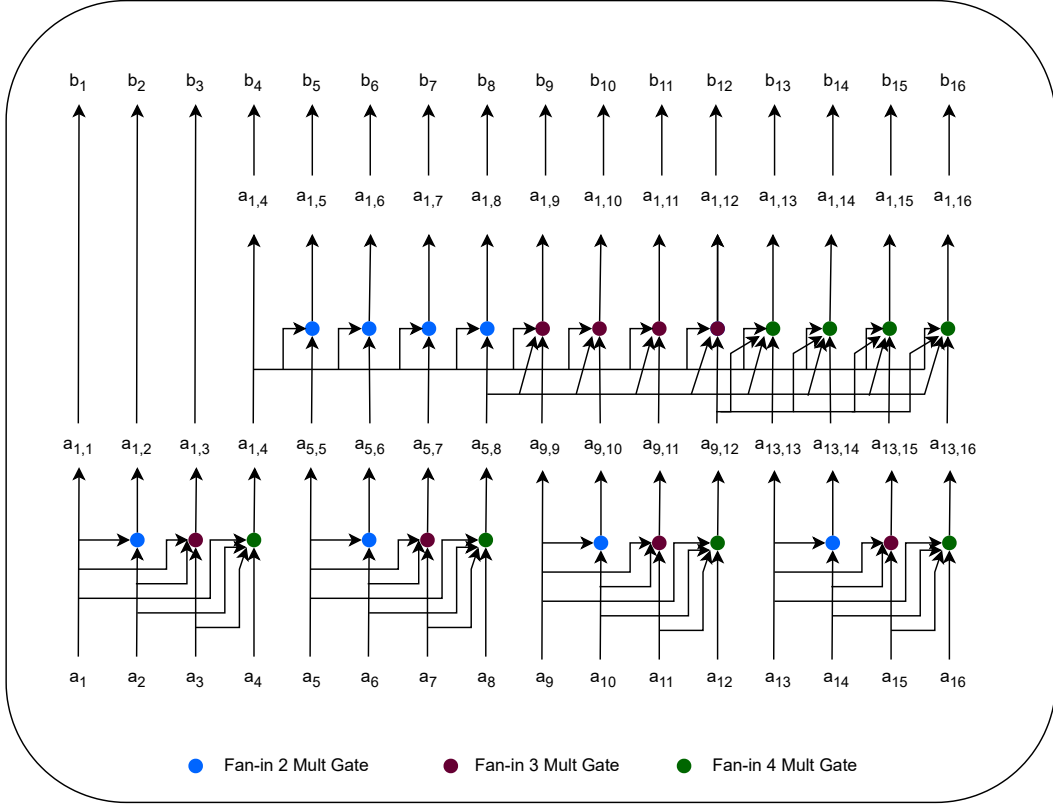 b₁ b₂ b₃ b₄ b₅ b₆ b₇ b₈ b₉ b₁₀ b₁₁ b₁₂ b₁₃ b₁₄ b₁₅ b₁₆
a₁,₄ a₁,₅ a₁,₆ a₁,₇ a₁,₈ a₁,₉ a₁,₁₀ a₁,₁₁ a₁,₁₂ a₁,₁₃ a₁,₁₄ a₁,₁₅ a₁,₁₆
a₁,₁ a₁,₂ a₁,₃ a₁,₄ a₅,₅ a₅,₆ a₅,₇ a₅,₈ a₉,₉ a₉,₁₀ a₉,₁₁ a₉,₁₂ a₁₃,₁₃ a₁₃,₁₄ a₁₃,₁₅ a₁₃,₁₆
a₁ a₂ a₃ a₄ a₅ a₆ a₇ a₈ a₉ a₁₀ a₁₁ a₁₂ a₁₃ a₁₄ a₁₅ a₁₆
Fan-in 2 Mult Gate Fan-in 3 Mult Gate Fan-in 4 Mult Gate